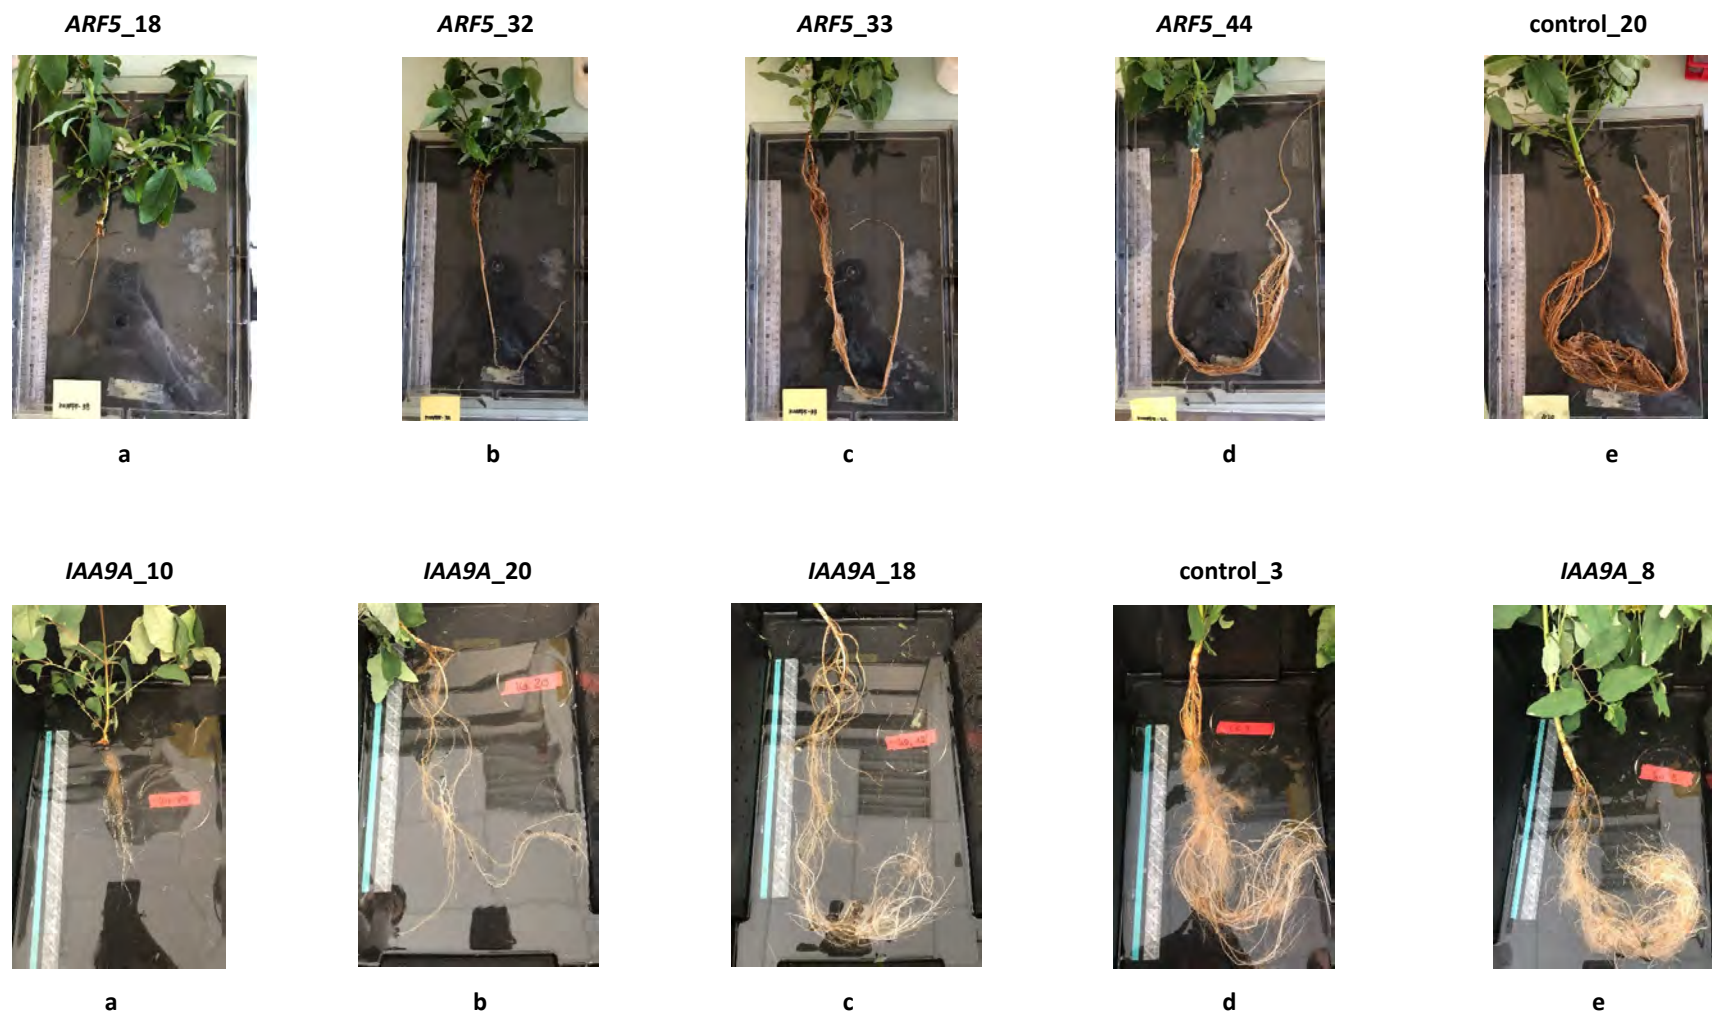 ARF5_18
ARF5_32
ARF5_33
ARF5_44
control_20
a
b
c
d
e
IAA9A_10
IAA9A_20
IAA9A_18
control_3
IAA9A_8
a
b
c
d
e